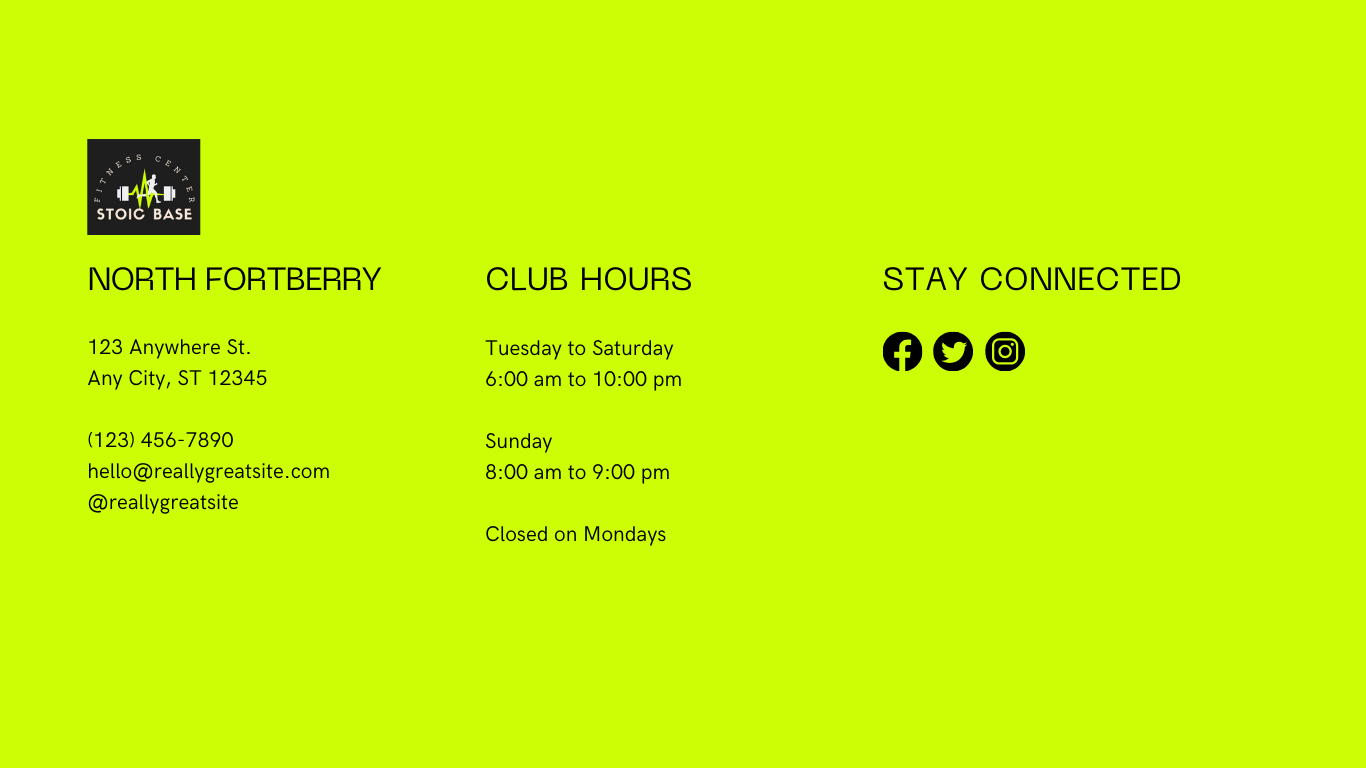 FITNESS CENTER
STOIC BASE
NORTH FORTBERRY
123 Anywhere St.
Any City, ST 12345
(123) 456-7890
hello@reallygreatsite.com
@reallygreatsite
CLUB HOURS
Tuesday to Saturday
6:00 am to 10:00 pm
Sunday
8:00 am to 9:00 pm
Closed on Mondays
STAY CONNECTED